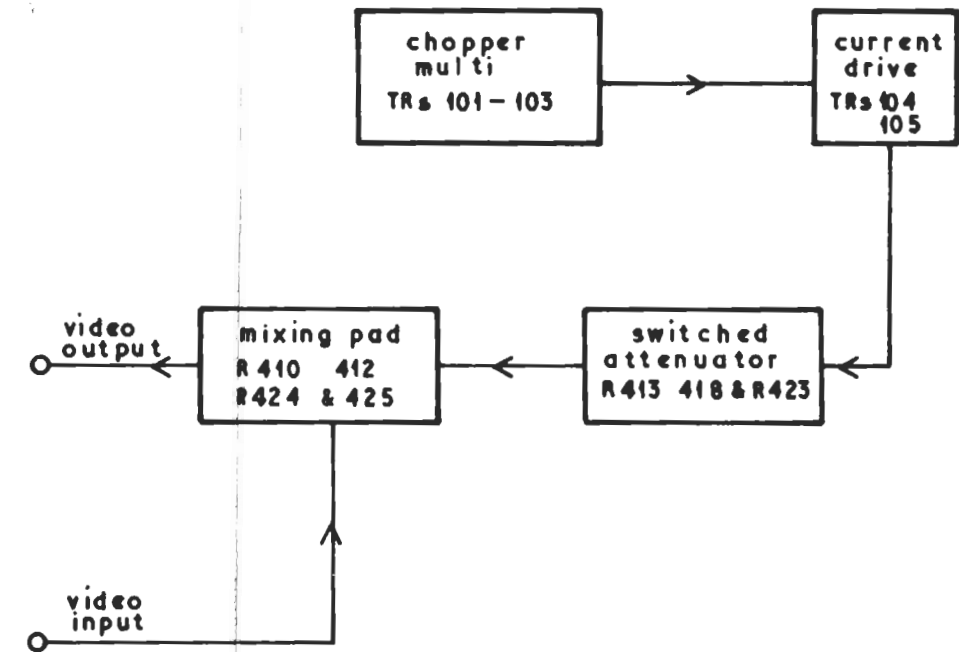 chopper
multi
TRs 101-103
current
drive
TRs 104
105
video
output
mixing pad
R410 412
R424 & 425
switched
attenuator
R413 418 & R423
video
input